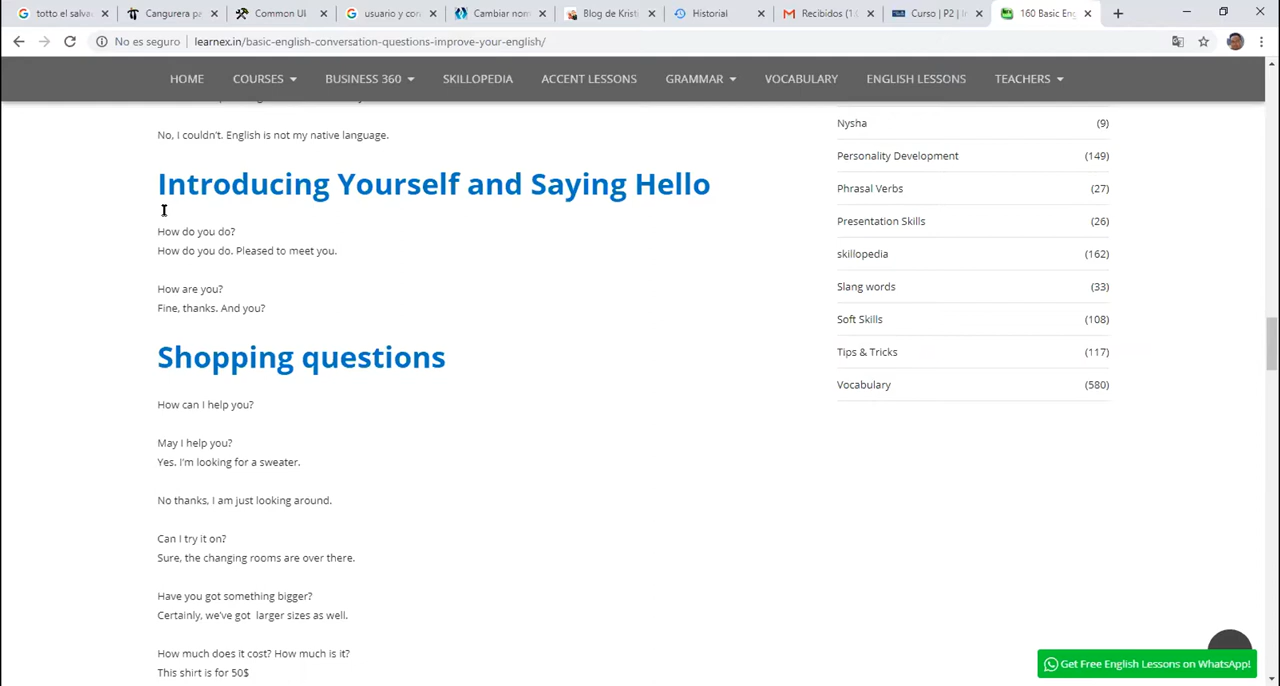 totto el salvad
Cangurera pa
Common UI
usuario y con
Cambiar nom
Blog de Krist
Historial
Recibidos (1.0
Curso | P2 | I
160 Basic Eng
No es seguro | learnex.in/basic-english-conversation-questions-improve-your-english/
HOME COURSES BUSINESS 360 SKILLOPEDIA ACCENT LESSONS GRAMMAR VOCABULARY ENGLISH LESSONS TEACHERS
No, I couldn't. English is not my native language.
Introducing Yourself and Saying Hello
How do you do?
How do you do. Pleased to meet you.
How are you?
Fine, thanks. And you?
Shopping questions
How can I help you?
May I help you?
Yes. I'm looking for a sweater.
No thanks, I am just looking around.
Can I try it on?
Sure, the changing rooms are over there.
Have you got something bigger?
Certainly, we've got larger sizes as well.
How much does it cost? How much is it?
This shirt is for 50$
Nysha (9)
Personality Development (149)
Phrasal Verbs (27)
Presentation Skills (26)
skillopedia (162)
Slang words (33)
Soft Skills (108)
Tips & Tricks (117)
Vocabulary (580)
Get Free English Lessons on WhatsApp!